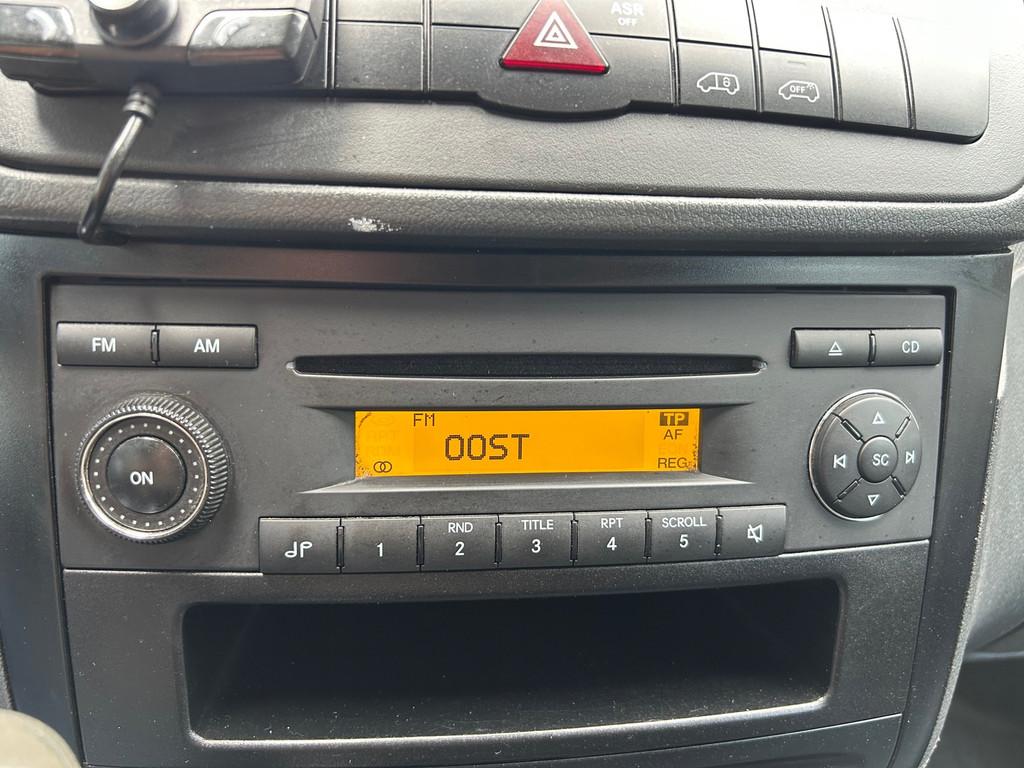 ASR
OFF
6
OFF
FM
AM
CD
FM
TP
OOST
AF
REG
ON
SC
1
RND
2
TITLE
3
RPT
4
SCROLL
5